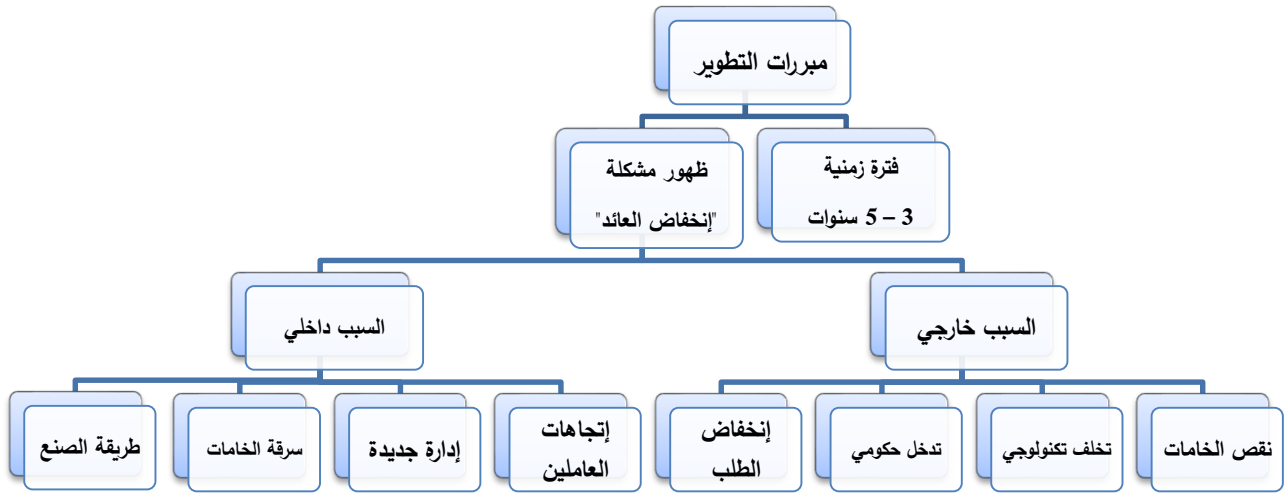 مبررات التطوير
فترة زمنية
3 – 5 سنوات
ظهور مشكلة
"إنخفاض العائد"
السبب خارجي
السبب داخلي
نقص الخامات
تخلف تكنولوجي
تدخل حكومي
إنخفاض
الطلب
إتجاهات
العاملين
إدارة جديدة
سرقة الخامات
طريقة الصنع